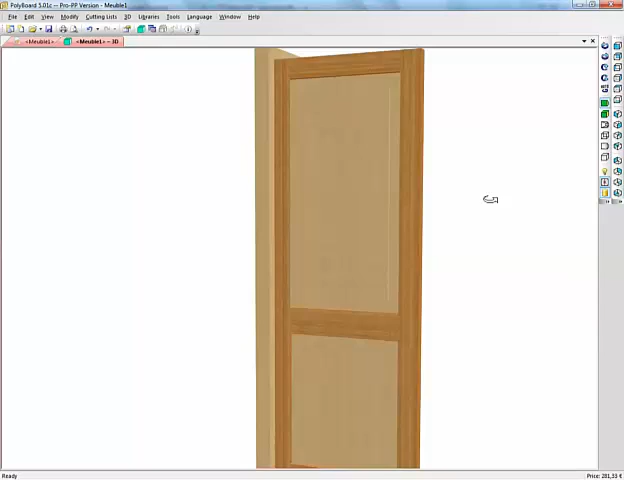 PolyBoard 5.01c -- Pro-PP Version - Meuble1
File Edit View Modify Cutting Lists 3D Libraries Tools Language Window Help
<Meuble1> <Meuble1> - 3D
Ready Price: 281,33 €